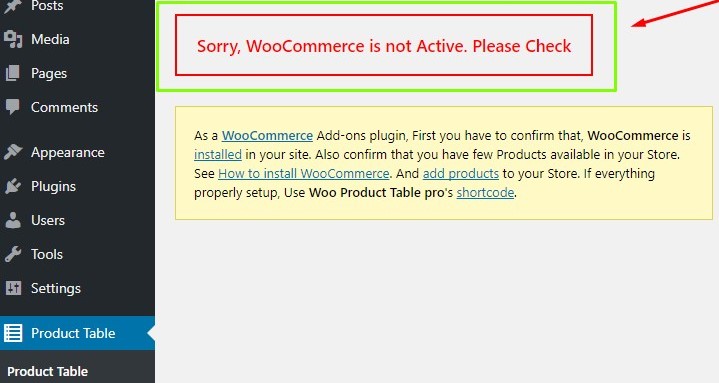 Posts
Media
Pages
Comments
Appearance
Plugins
Users
Tools
Settings
Product Table
Product Table
Sorry, WooCommerce is not Active. Please Check
As a WooCommerce Add-ons plugin, First you have to confirm that, WooCommerce is
installed in your site. Also confirm that you have few Products available in your Store.
See How to install WooCommerce. And add products to your Store. If everything
properly setup, Use Woo Product Table pro's shortcode.